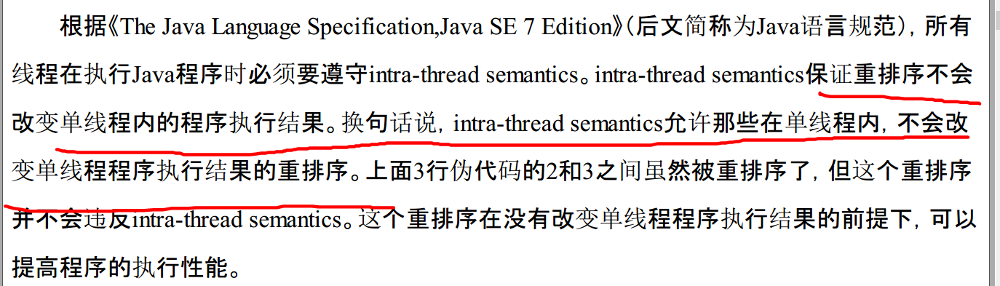 根据《The Java Language Specification,Java SE 7 Edition》（后文简称为Java语言规范），所有
线程在执行Java程序时必须要遵守intra-thread semantics。intra-thread semantics保证重排序不会
改变单线程内的程序执行结果。换句话说，intra-thread semantics允许那些在单线程内，不会改
变单线程程序执行结果的重排序。上面3行伪代码的2和3之间虽然被重排序了，但这个重排序
并不会违反intra-thread semantics。这个重排序在没有改变单线程程序执行结果的前提下，可以
提高程序的执行性能。